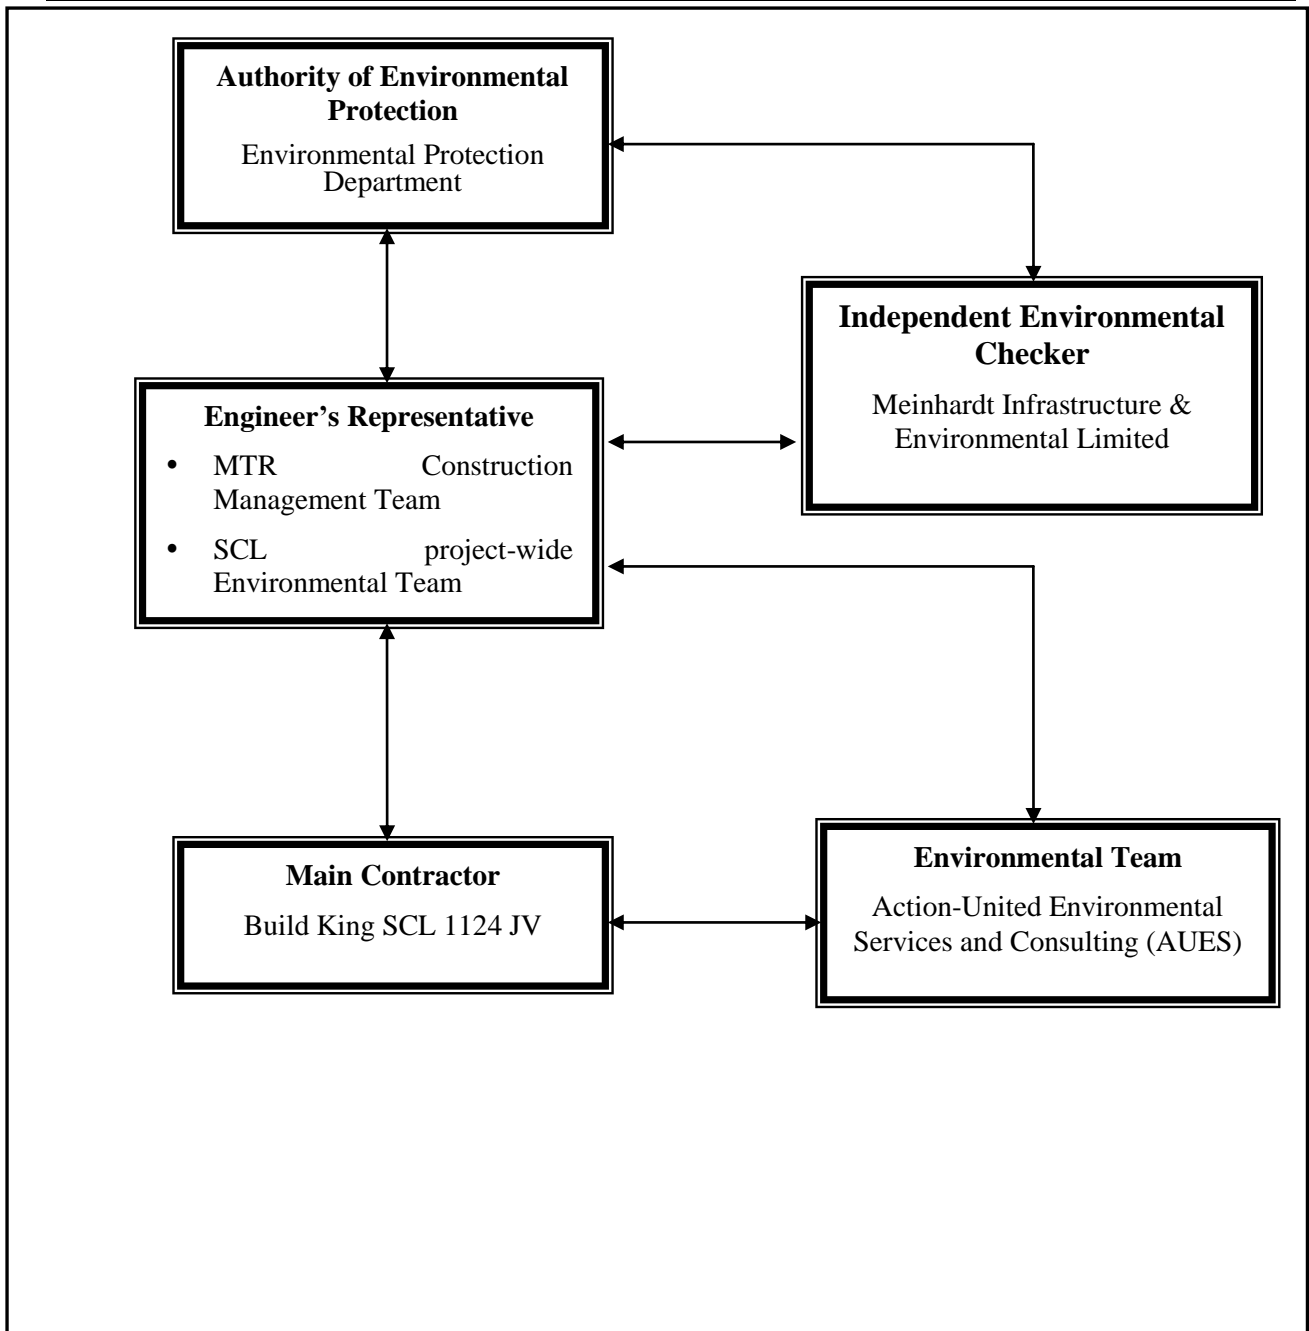 Authority of Environmental
Protection
Environmental Protection
Department
Independent Environmental
Checker
Meinhardt Infrastructure &
Environmental Limited
Engineer’s Representative
• MTR Construction
Management Team
• SCL project-wide
Environmental Team
Main Contractor
Build King SCL 1124 JV
Environmental Team
Action-United Environmental
Services and Consulting (AUES)